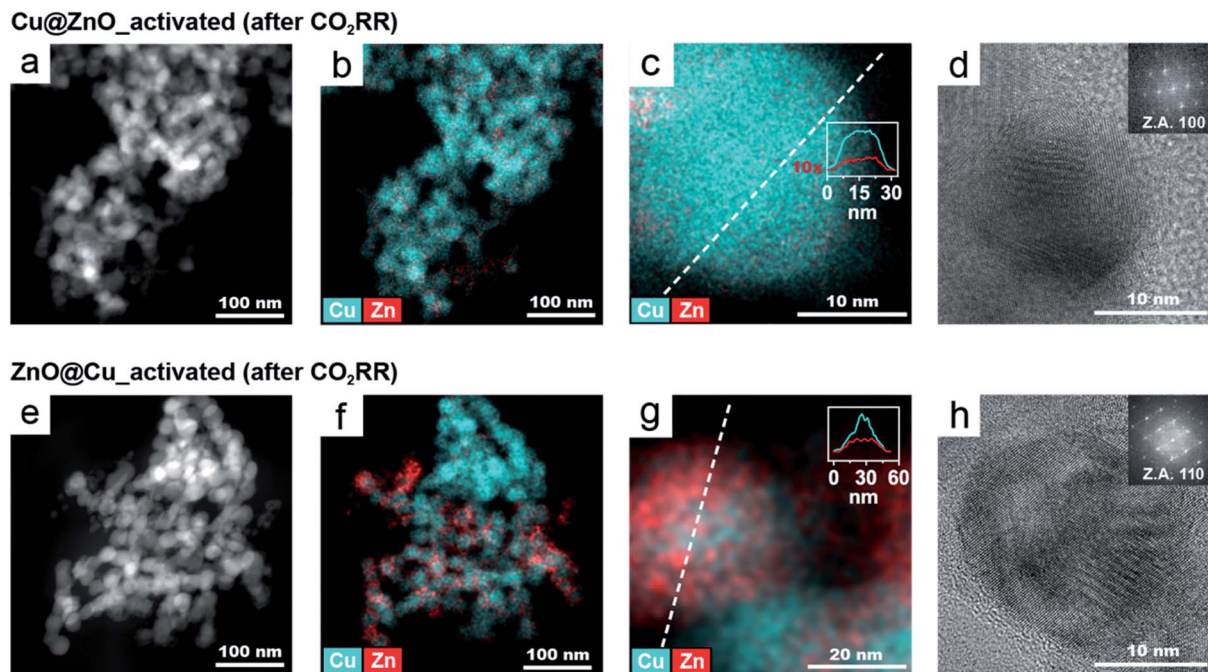 Cu@ZnO_activated (after CO₂RR)
a
100 nm
b
Cu Zn
100 nm
c
10x
0 15 30
nm
Cu Zn
10 nm
d
Z.A. 100
10 nm
ZnO@Cu_activated (after CO₂RR)
e
100 nm
f
Cu Zn
100 nm
g
0 30 60
nm
Cu Zn
20 nm
h
Z.A. 110
10 nm